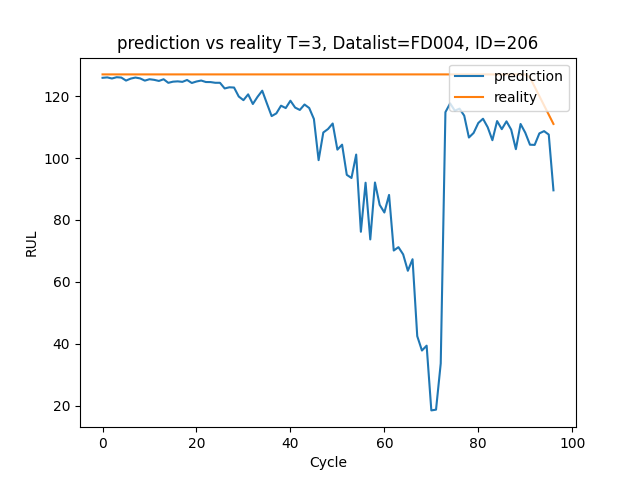 prediction vs reality T=3, Datalist=FD004, ID=206
prediction
reality
120
100
80
60
40
20
RUL
0 20 40 60 80 100
Cycle